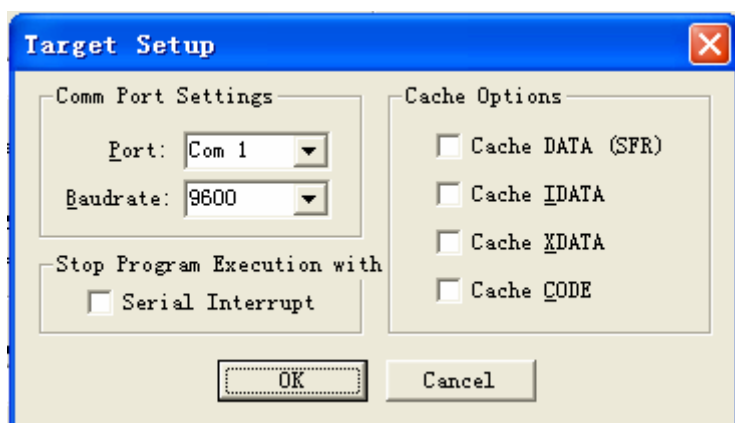 Target Setup
Comm Port Settings
Port: Com 1
Baudrate: 9600
Stop Program Execution with
Serial Interrupt
Cache Options
Cache DATA (SFR)
Cache IDATA
Cache XDATA
Cache CODE
OK
Cancel